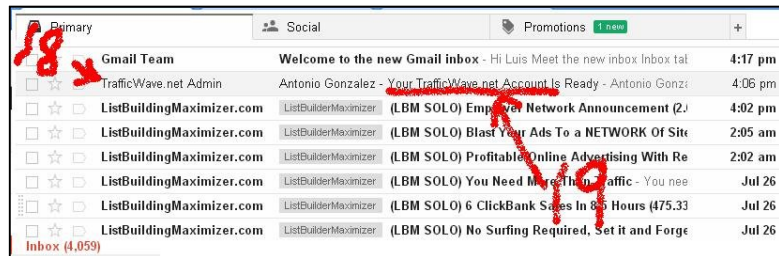 Primary Social Promotions 1 new +
18
Gmail Team Welcome to the new Gmail inbox - Hi Luis Meet the new inbox Inbox tal 4:17 pm
TrafficWave.net Admin Antonio Gonzalez - Your TrafficWave.net Account Is Ready - Antonio Gonza 4:06 pm
ListBuildingMaximizer.com ListBuilderMaximizer (LBM SOLO) Network Announcement (2. 4:02 pm
ListBuildingMaximizer.com ListBuilderMaximizer (LBM SOLO) Blast Your Ads To a NETWORK Of Site 2:05 am
ListBuildingMaximizer.com ListBuilderMaximizer (LBM SOLO) Profitable Online Advertising With Re 2:02 am
ListBuildingMaximizer.com ListBuilderMaximizer (LBM SOLO) You Need More Than Traffic - You nee Jul 26
ListBuildingMaximizer.com ListBuilderMaximizer (LBM SOLO) 6 ClickBank Sales In 8.5 Hours (475.33 Jul 26
ListBuildingMaximizer.com ListBuilderMaximizer (LBM SOLO) No Surfing Required, Set it and Forge Jul 26
19
Inbox (4,059)